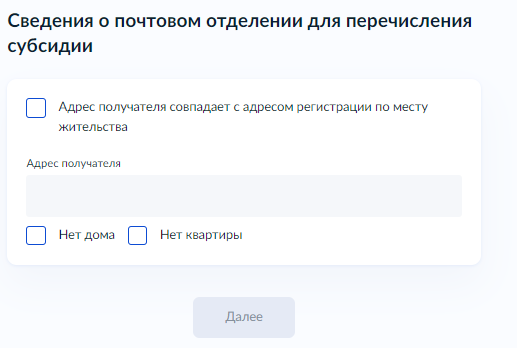 Сведения о почтовом отделении для перечисления
субсидии
Адрес получателя совпадает с адресом регистрации по месту
жительства
Адрес получателя
Нет дома Нет квартиры
Далее